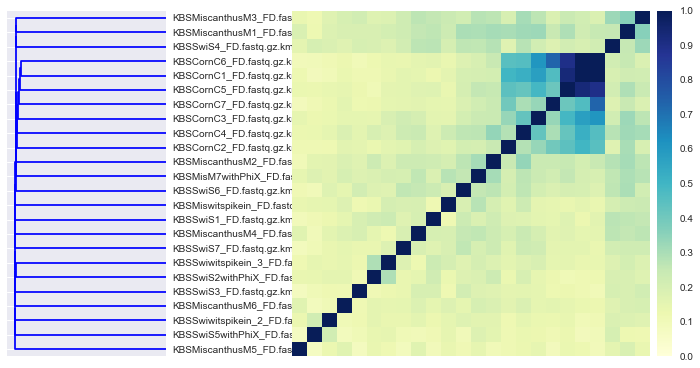 KBSMiscanthusM3_FD.fas
KBSMiscanthusM1_FD.fas
KBSSwiS4_FD.fastq.gz.km
KBSCornC6_FD.fastq.gz.k
KBSCornC1_FD.fastq.gz.k
KBSCornC5_FD.fastq.gz.k
KBSCornC7_FD.fastq.gz.k
KBSCornC3_FD.fastq.gz.k
KBSCornC4_FD.fastq.gz.k
KBSCornC2_FD.fastq.gz.k
KBSMiscanthusM2_FD.fas
KBSMisM7withPhiX_FD.fas
KBSSwiS6_FD.fastq.gz.km
KBSMiswitspikein_FD.fasto
KBSSwiS1_FD.fastq.gz.km
KBSMiscanthusM4_FD.fas
KBSSwiS7_FD.fastq.gz.km
KBSSwiwitspikein_3_FD.fa
KBSSwiS2withPhiX_FD.fas
KBSSwiS3_FD.fastq.gz.km
KBSMiscanthusM6_FD.fas
KBSSwiwitspikein_2_FD.fa
KBSSwiS5withPhiX_FD.fas
KBSMiscanthusM5_FD.fas
1.0
0.9
0.8
0.7
0.6
0.5
0.4
0.3
0.2
0.1
0.0